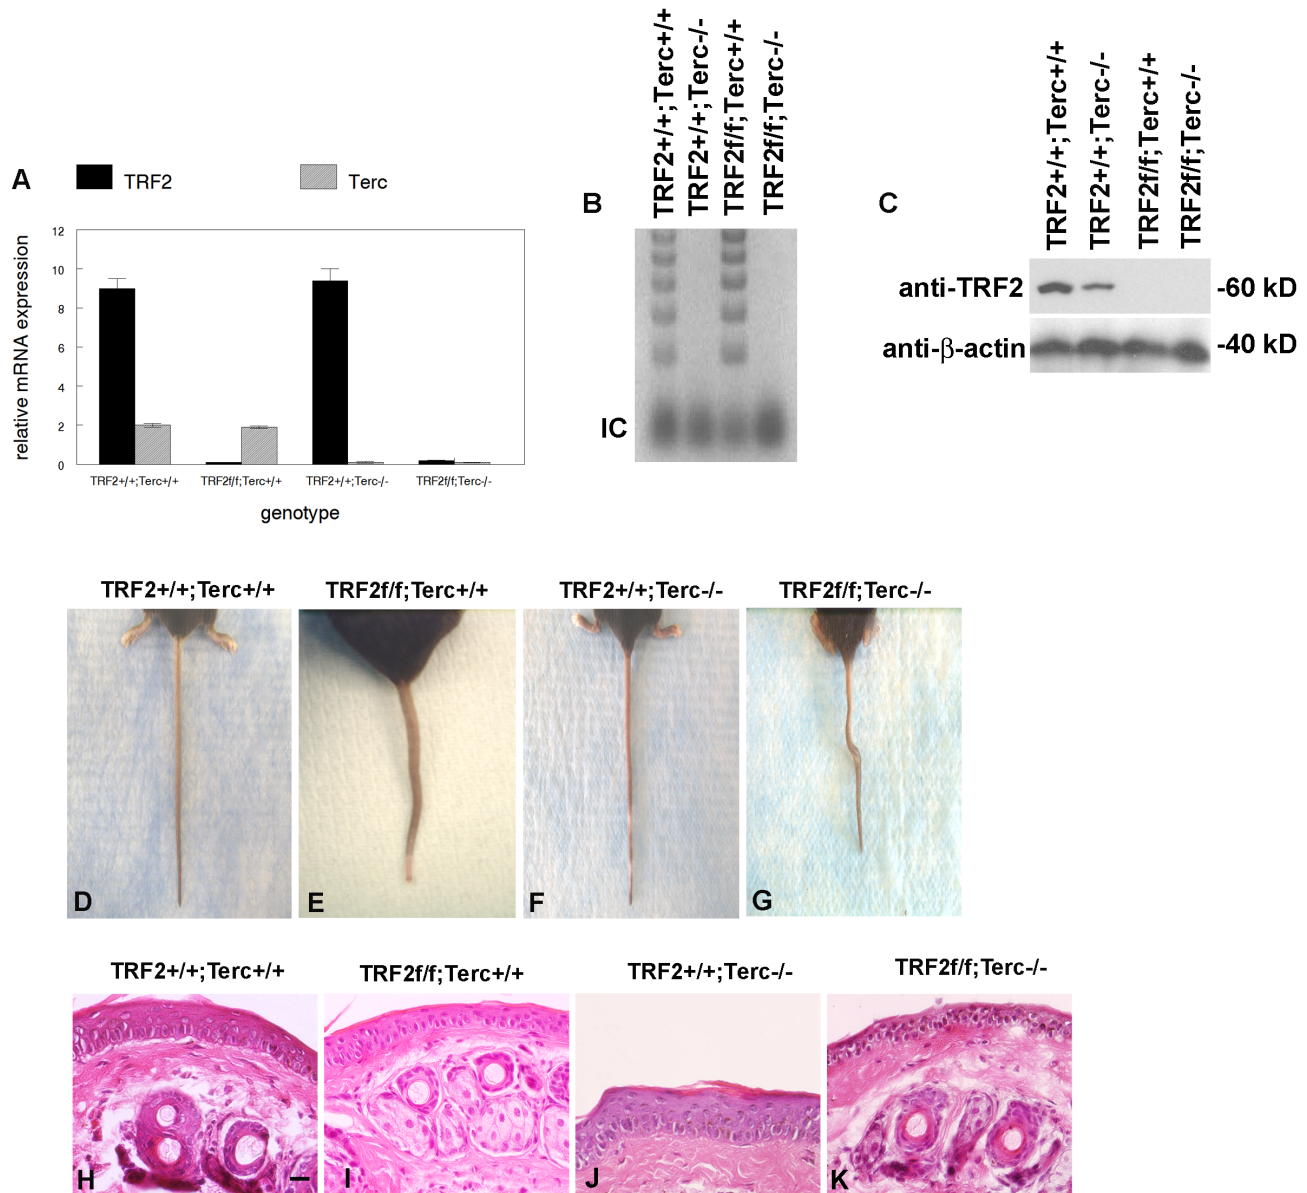 A
TRF2
Terc
relative mRNA expression
12
10
8
6
4
2
0
TRF2+/+;Terc+/+
TRF2f/f;Terc+/+
TRF2+/+;Terc-/-
TRF2f/f;Terc-/-
genotype
B
TRF2+/+;Terc+/+
TRF2+/+;Terc-/-
TRF2f/f;Terc+/+
TRF2f/f;Terc-/-
IC
C
TRF2+/+;Terc+/+
TRF2+/+;Terc-/-
TRF2f/f;Terc+/+
TRF2f/f;Terc-/-
anti-TRF2
-60 kD
anti-β-actin
-40 kD
TRF2+/+;Terc+/+
TRF2f/f;Terc+/+
TRF2+/+;Terc-/-
TRF2f/f;Terc-/-
D
E
F
G
TRF2+/+;Terc+/+
TRF2f/f;Terc+/+
TRF2+/+;Terc-/-
TRF2f/f;Terc-/-
H
I
J
K